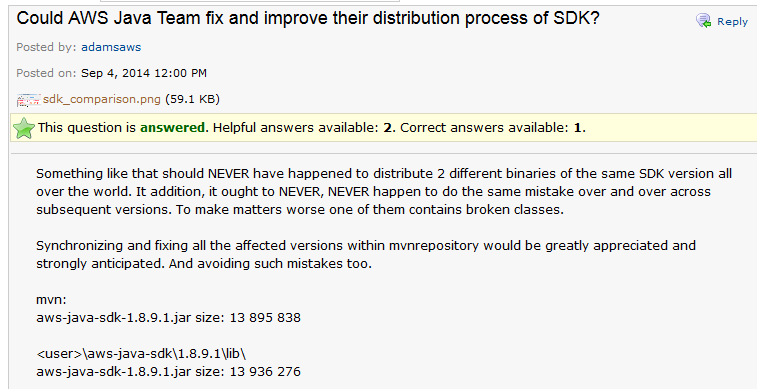 Could AWS Java Team fix and improve their distribution process of SDK?
Reply
Posted by: adamsaws
Posted on: Sep 4, 2014 12:00 PM
sdk_comparison.png (59.1 KB)
This question is answered. Helpful answers available: 2. Correct answers available: 1.
Something like that should NEVER have happened to distribute 2 different binaries of the same SDK version all
over the world. It addition, it ought to NEVER, NEVER happen to do the same mistake over and over across
subsequent versions. To make matters worse one of them contains broken classes.
Synchronizing and fixing all the affected versions within mvnrepository would be greatly appreciated and
strongly anticipated. And avoiding such mistakes too.
mvn:
aws-java-sdk-1.8.9.1.jar size: 13 895 838
<user>\aws-java-sdk\1.8.9.1\lib\
aws-java-sdk-1.8.9.1.jar size: 13 936 276